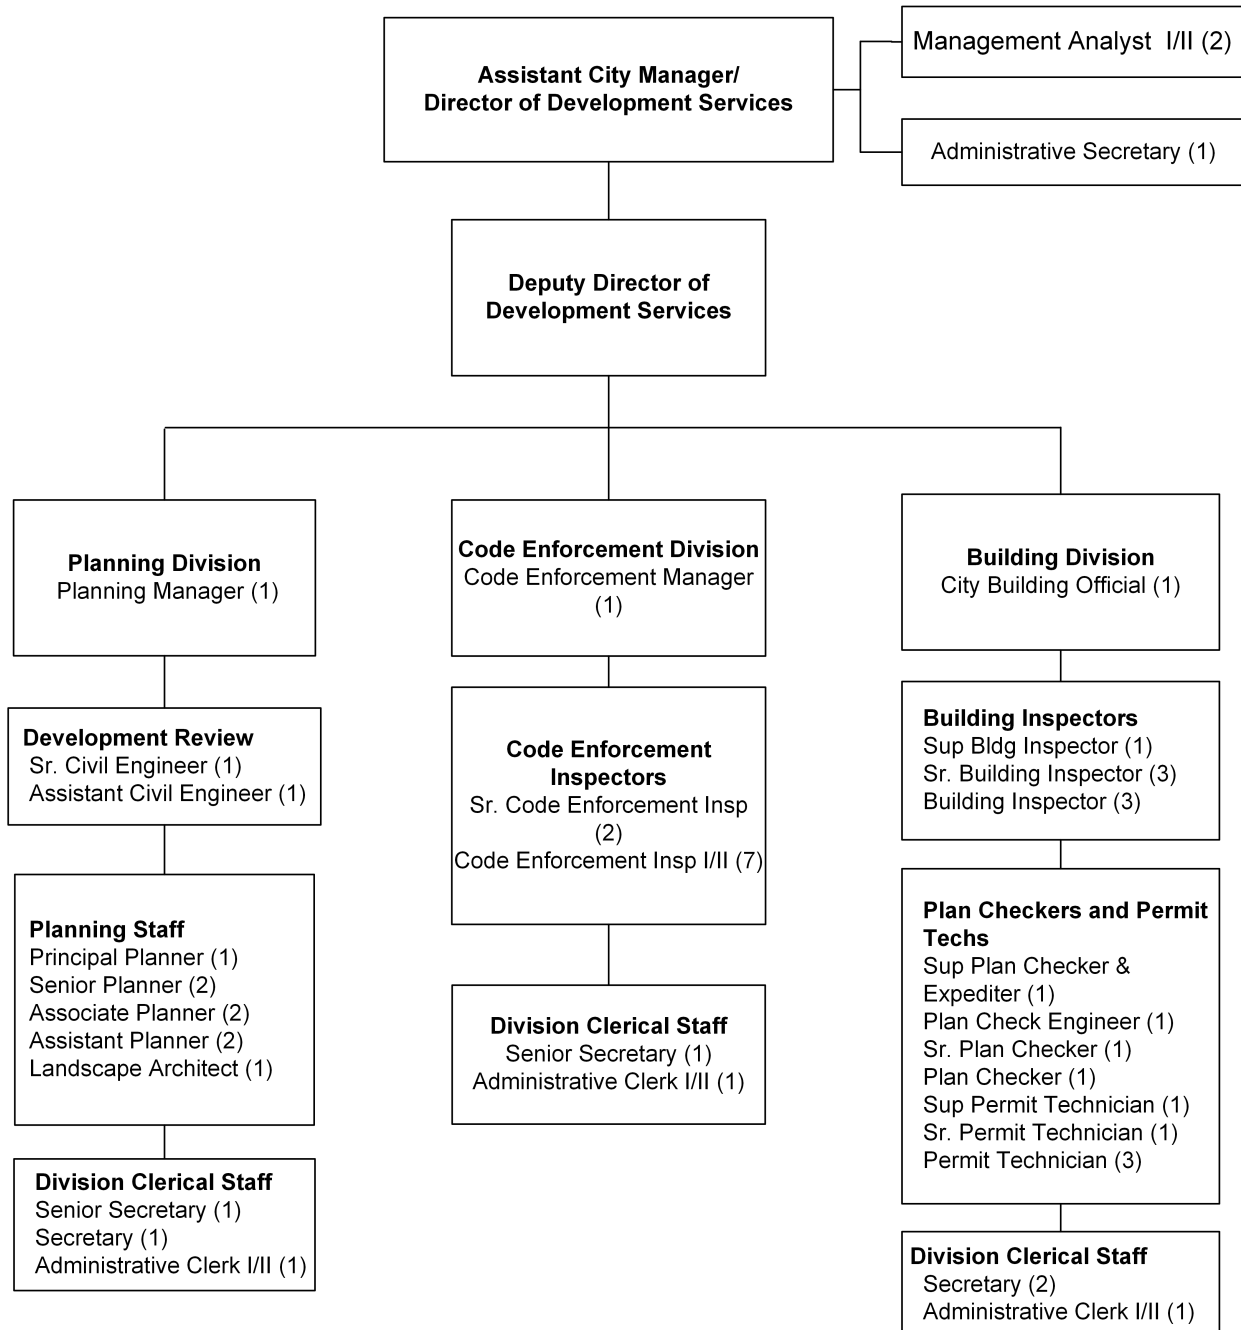 Assistant City Manager/
Director of Development Services
Management Analyst I/II (2)
Administrative Secretary (1)
Deputy Director of
Development Services
Planning Division
Planning Manager (1)
Development Review
Sr. Civil Engineer (1)
Assistant Civil Engineer (1)
Planning Staff
Principal Planner (1)
Senior Planner (2)
Associate Planner (2)
Assistant Planner (2)
Landscape Architect (1)
Division Clerical Staff
Senior Secretary (1)
Secretary (1)
Administrative Clerk I/II (1)
Code Enforcement Division
Code Enforcement Manager
(1)
Code Enforcement
Inspectors
Sr. Code Enforcement Insp
(2)
Code Enforcement Insp I/II (7)
Division Clerical Staff
Senior Secretary (1)
Administrative Clerk I/II (1)
Building Division
City Building Official (1)
Building Inspectors
Sup Bldg Inspector (1)
Sr. Building Inspector (3)
Building Inspector (3)
Plan Checkers and Permit
Techs
Sup Plan Checker &
Expediter (1)
Plan Check Engineer (1)
Sr. Plan Checker (1)
Plan Checker (1)
Sup Permit Technician (1)
Sr. Permit Technician (1)
Permit Technician (3)
Division Clerical Staff
Secretary (2)
Administrative Clerk I/II (1)